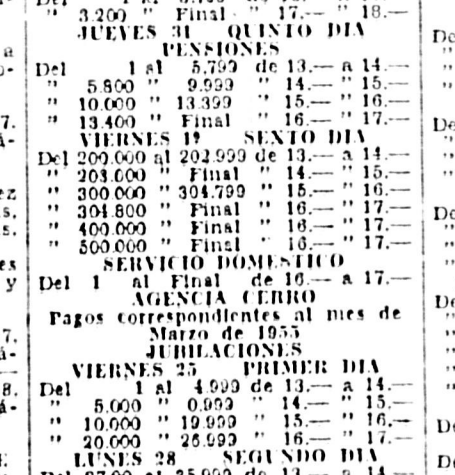 " 3.200 " Final " 17.— " 18.—
JUEVES 31 QUINTO DIA
PENSIONES
Del 1 al 5.799 de 13.— a 14.—
" 5.800 " 9.999 " 14.— " 15.—
" 10.000 " 13.399 " 15.— " 16.—
" 13.400 " Final " 16.— " 17.—
VIERNES 1º SEXTO DIA
Del 200.000 al 202.999 de 13.— a 14.—
" 203.000 " Final " 14.— " 15.—
" 300.000 " 304.799 " 15.— " 16.—
" 304.800 " Final " 16.— " 17.—
" 400.000 " Final " 16.— " 17.—
" 500.000 " Final " 16.— " 17.—
SERVICIO DOMESTICO
Del 1 al Final de 16.— a 17.—
AGENCIA CERRO
Pagos correspondientes al mes de
Marzo de 1955
JUBILACIONES
VIERNES 25 PRIMER DIA
Del 1 al 4.999 de 13.— a 14.—
" 5.000 " 9.999 " 14.— " 15.—
" 10.000 " 19.999 " 15.— " 16.—
" 20.000 " 26.999 " 16.— " 17.—
LUNES 28 SEGUNDO DIA